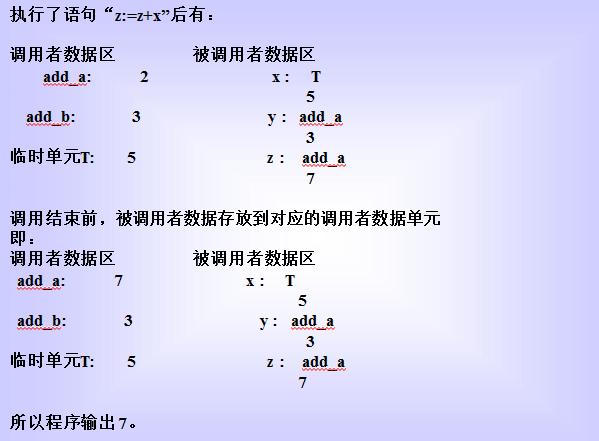 执行了语句“z:=z+x”后有：
调用者数据区 被调用者数据区
add_a: 2 x： T
5
add_b: 3 y： add_a
3
临时单元T: 5 z： add_a
7
调用结束前，被调用者数据存放到对应的调用者数据单元
即：
调用者数据区 被调用者数据区
add_a: 7 x： T
5
add_b: 3 y： add_a
3
临时单元T: 5 z： add_a
7
所以程序输出7。